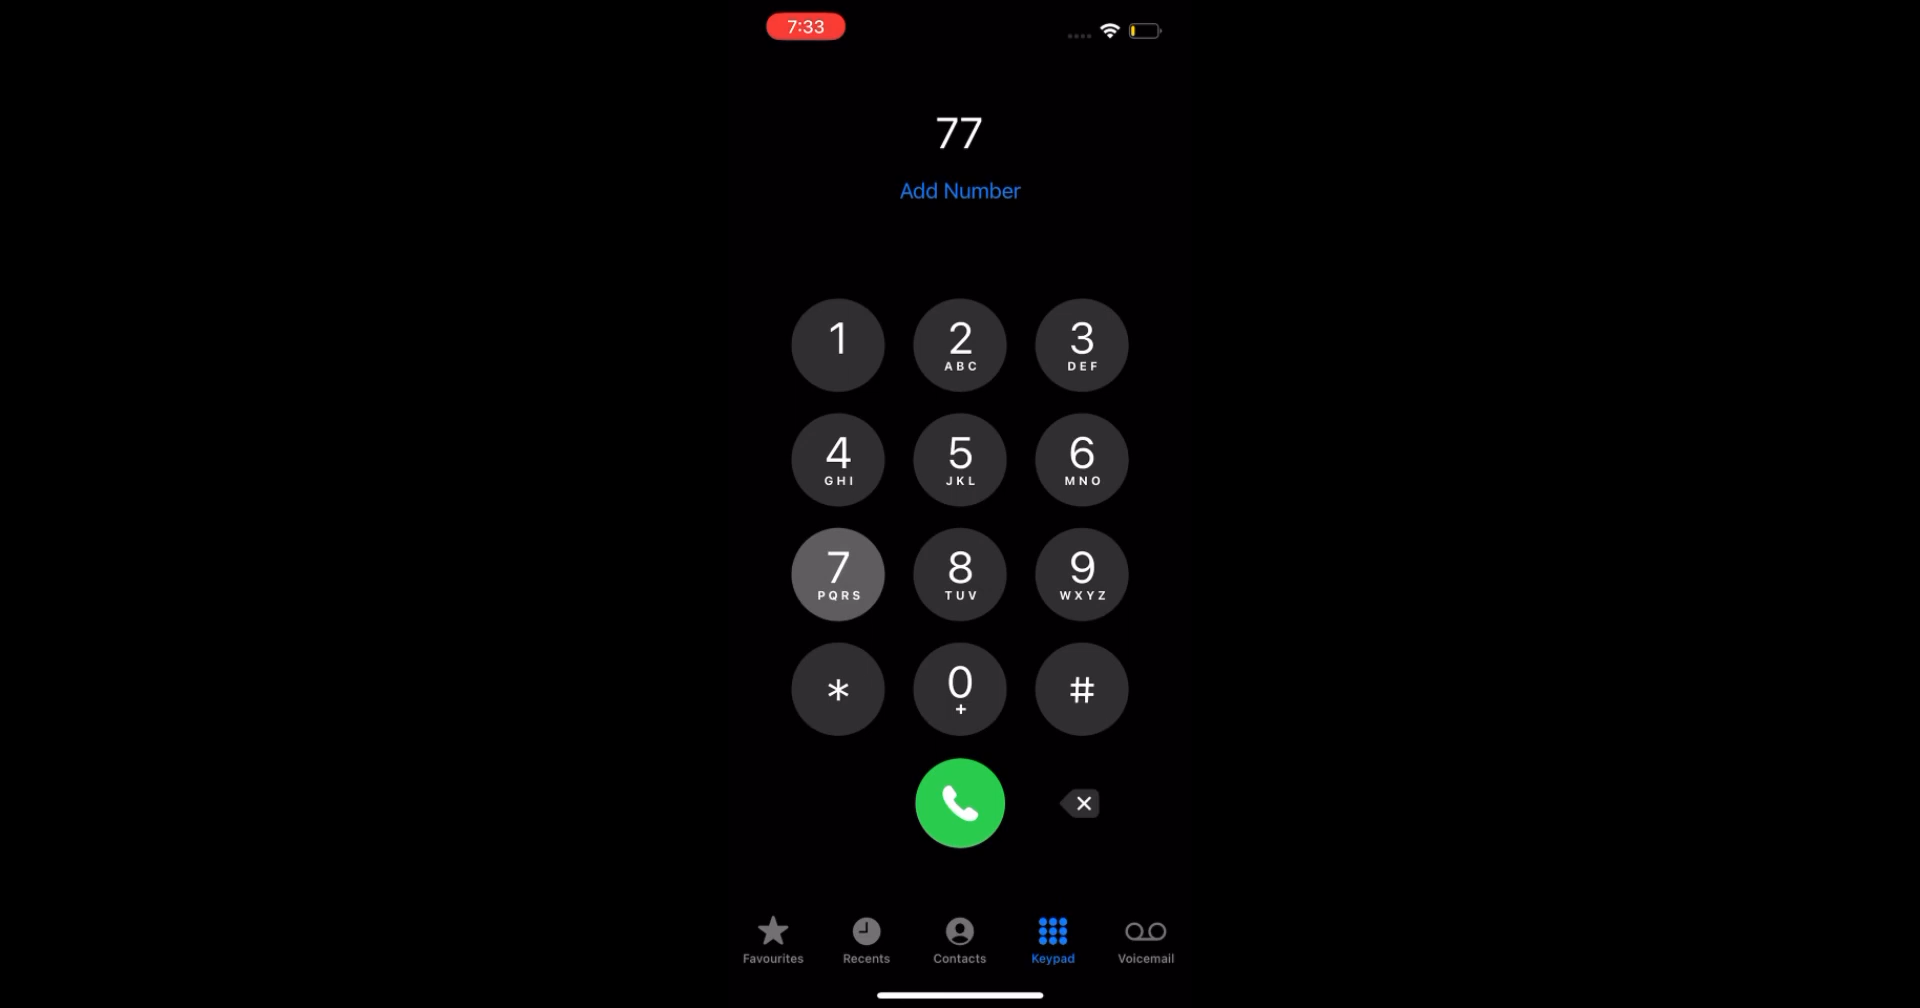 7:33
77
Add Number
1
2
ABC
3
DEF
4
GHI
5
JKL
6
MNO
7
PQRS
8
TUV
9
WXYZ
*
0
+
#
Favourites
Recents
Contacts
Keypad
Voicemail